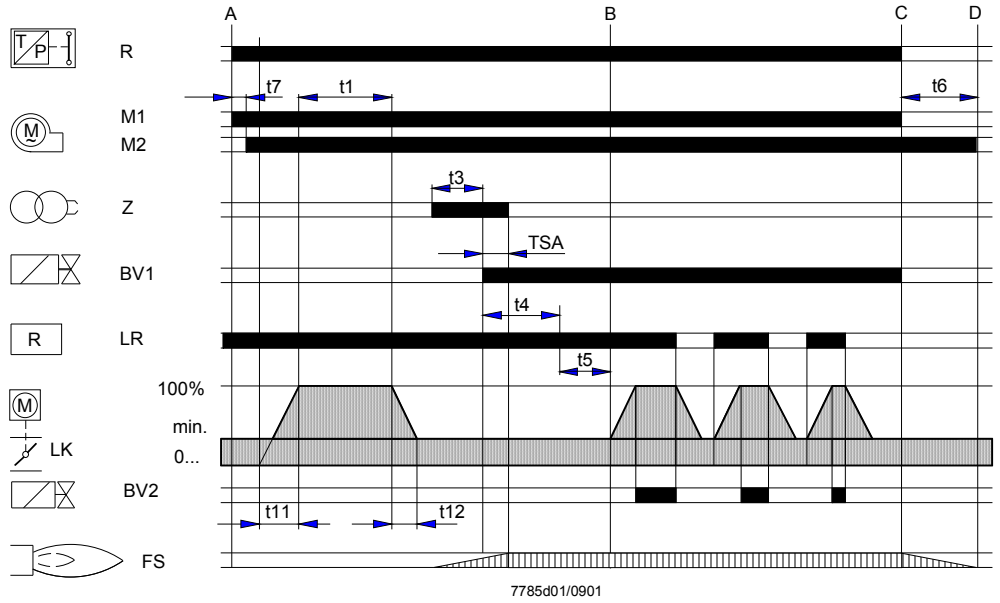 A B C D
T
P
R
t7 t1 t6
M1
M
~
M2
t3
Z
TSA
BV1
t4
R LR
t5
100%
M
min.
LK
0...
BV2
t11 t12
FS
7785d01/0901